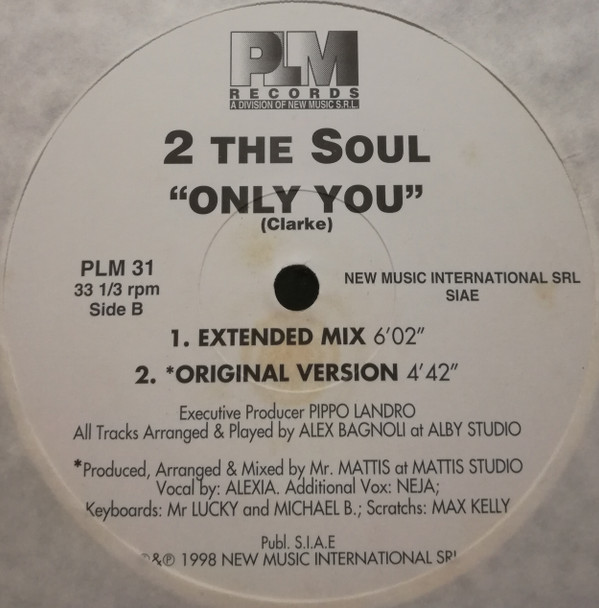 PLM
RECORDS
A DIVISION OF NEW MUSIC S.R.L.
2 THE SOUL
“ONLY YOU”
(Clarke)
PLM 31
33 1/3 rpm
Side B
NEW MUSIC INTERNATIONAL SRL
SIAE
1. EXTENDED MIX 6’02”
2. *ORIGINAL VERSION 4’42”
Executive Producer PIPPO LANDRO
All Tracks Arranged & Played by ALEX BAGNOLI at ALBY STUDIO
*Produced, Arranged & Mixed by Mr. MATTIS at MATTIS STUDIO
Vocal by: ALEXIA. Additional Vox: NEJA;
Keyboards: Mr LUCKY and MICHAEL B.; Scratchs: MAX KELLY
Publ. S.I.A.E
©&℗ 1998 NEW MUSIC INTERNATIONAL SRL